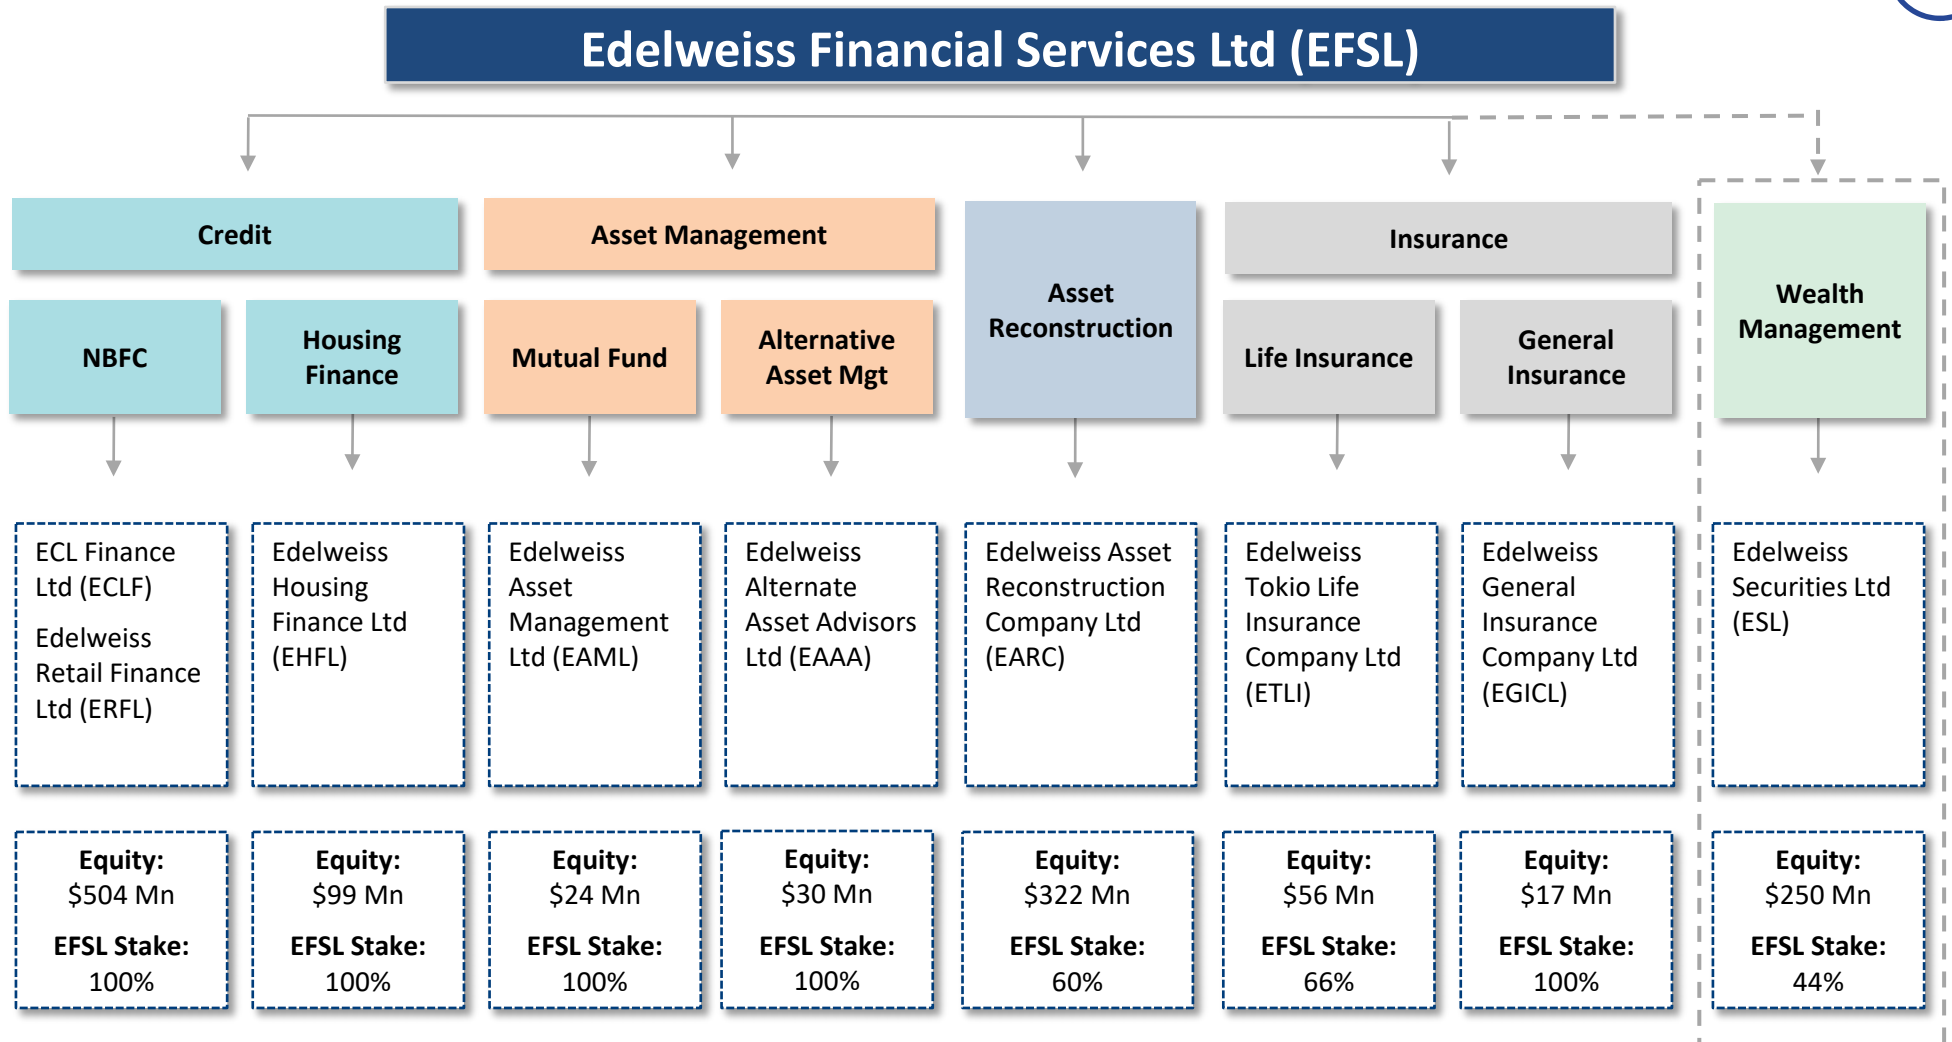 Edelweiss Financial Services Ltd (EFSL)
Credit
Asset Management
Asset
Reconstruction
Insurance
Wealth
Management
NBFC
Housing
Finance
Mutual Fund
Alternative
Asset Mgt
Life Insurance
General
Insurance
ECL Finance
Ltd (ECLF)
Edelweiss
Retail Finance
Ltd (ERFL)
Edelweiss
Housing
Finance Ltd
(EHFL)
Edelweiss
Asset
Management
Ltd (EAML)
Edelweiss
Alternate
Asset Advisors
Ltd (EAAA)
Edelweiss Asset
Reconstruction
Company Ltd
(EARC)
Edelweiss
Tokio Life
Insurance
Company Ltd
(ETLI)
Edelweiss
General
Insurance
Company Ltd
(EGICL)
Edelweiss
Securities Ltd
(ESL)
Equity:
$504 Mn
EFSL Stake:
100%
Equity:
$99 Mn
EFSL Stake:
100%
Equity:
$24 Mn
EFSL Stake:
100%
Equity:
$30 Mn
EFSL Stake:
100%
Equity:
$322 Mn
EFSL Stake:
60%
Equity:
$56 Mn
EFSL Stake:
66%
Equity:
$17 Mn
EFSL Stake:
100%
Equity:
$250 Mn
EFSL Stake:
44%